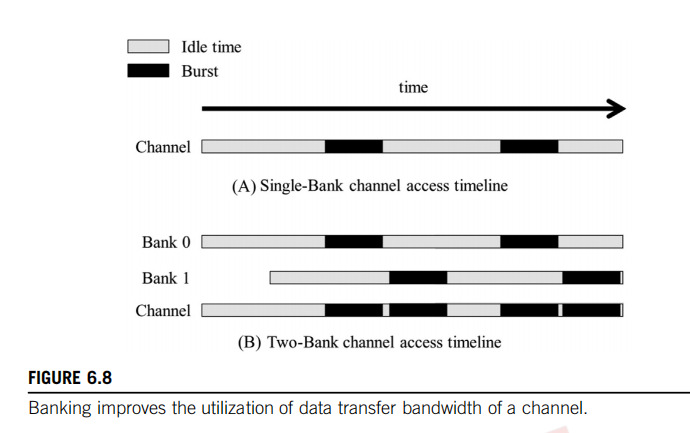 Idle time
Burst
time
Channel
(A) Single-Bank channel access timeline
Bank 0
Bank 1
Channel
(B) Two-Bank channel access timeline
FIGURE 6.8
Banking improves the utilization of data transfer bandwidth of a channel.